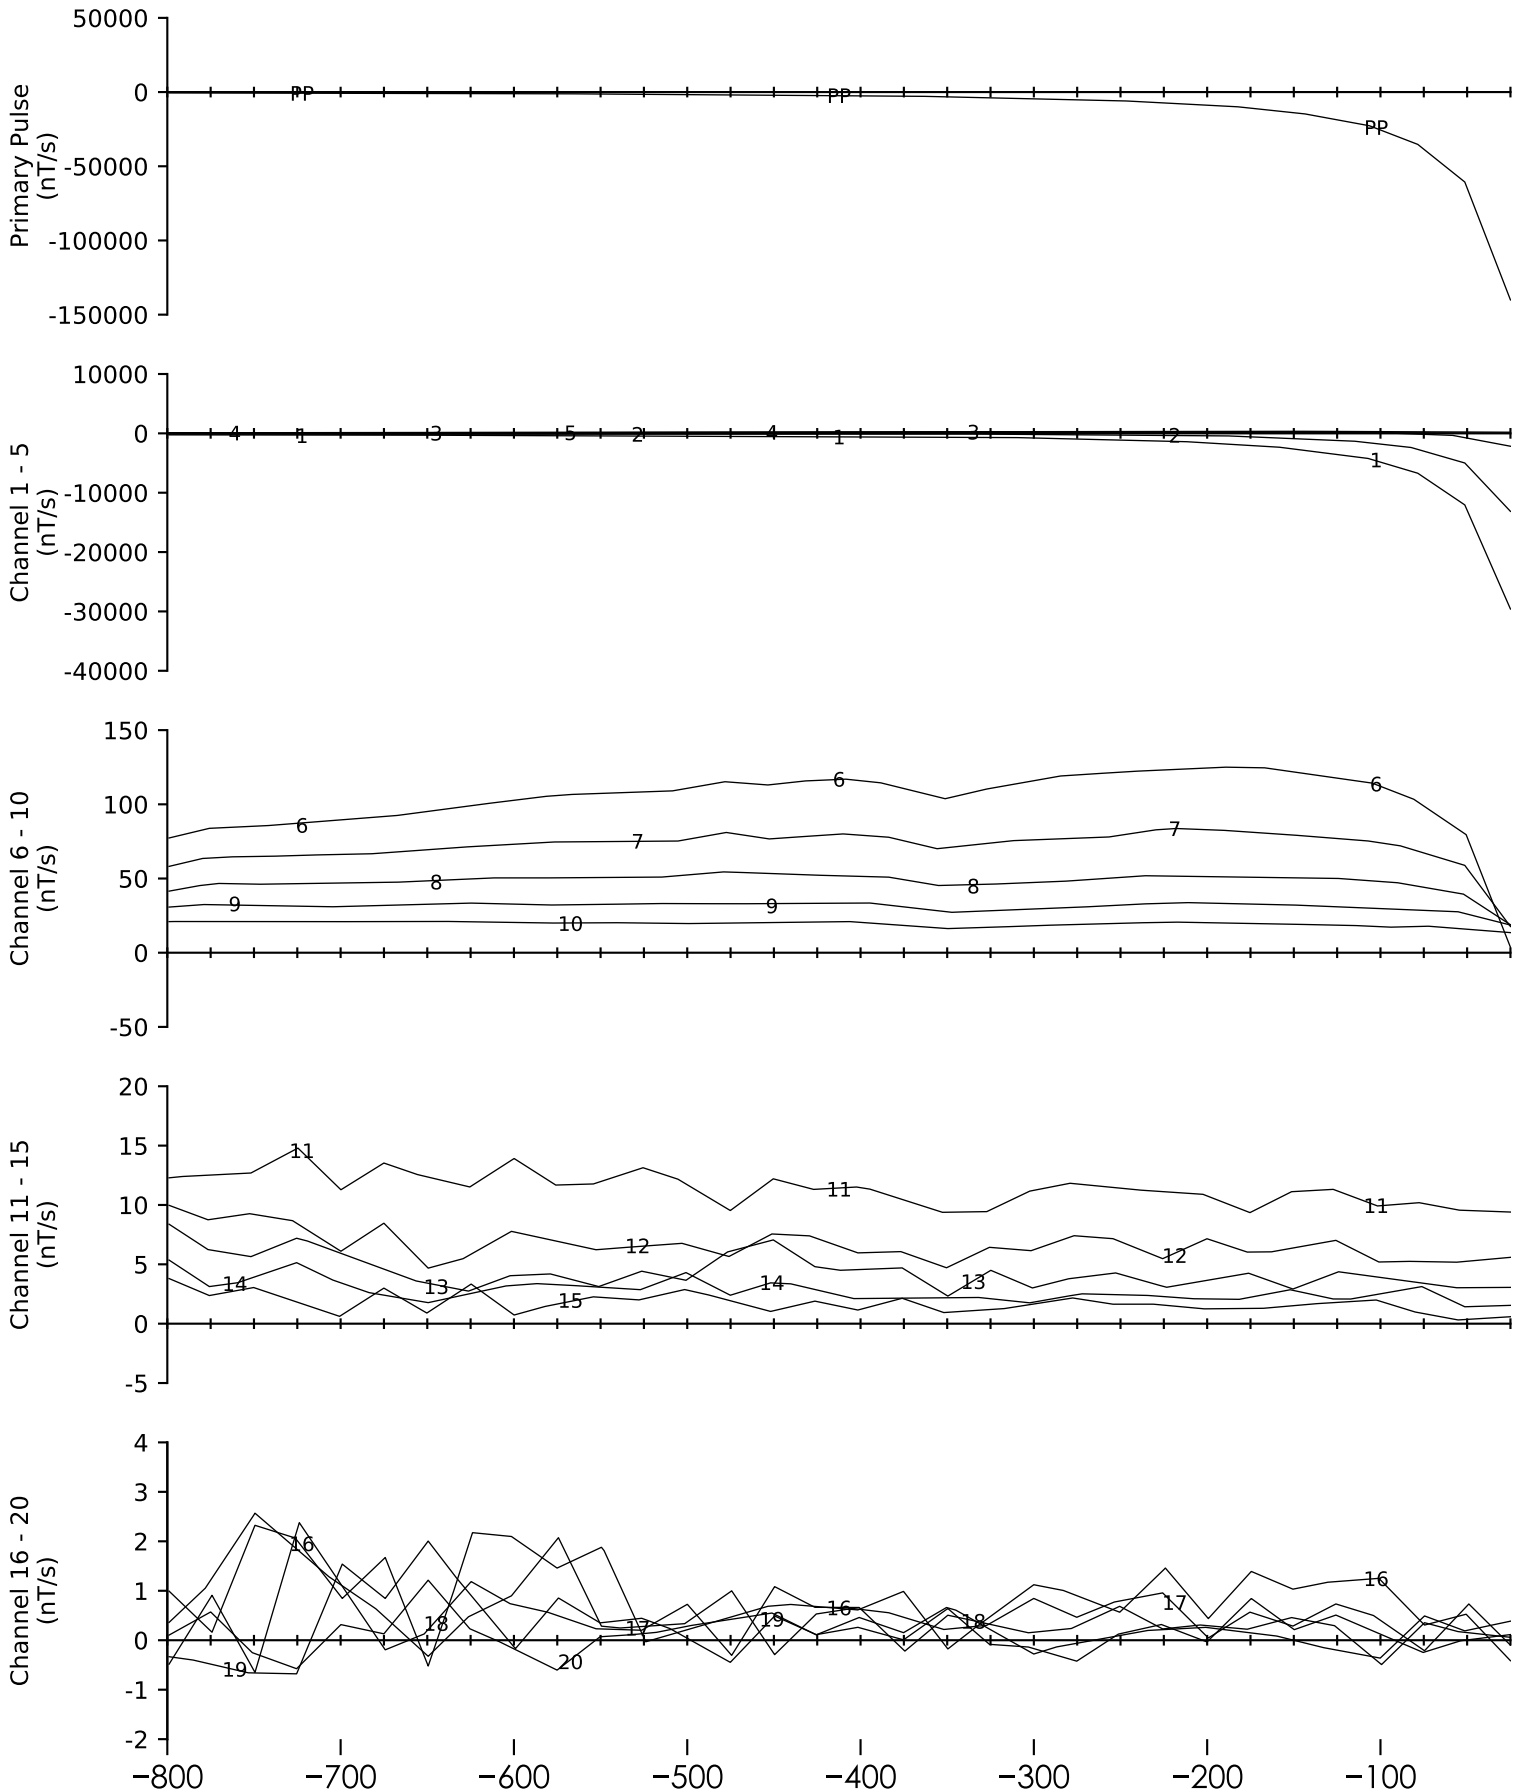 50000
0
-50000
-100000
-150000
Primary Pulse
(nT/s)
PP PP PP
10000
0
-10000
-20000
-30000
-40000
Channel 1 - 5
(nT/s)
4 1 3 5 2 4 1 3 2 1
150
100
50
0
-50
Channel 6 - 10
(nT/s)
6 6 6
7 7
8 8
9 9
10
20
15
10
5
0
-5
Channel 11 - 15
(nT/s)
11 11 11
12 12
14 13 14 13
15
4
3
2
1
0
-1
-2
Channel 16 - 20
(nT/s)
16 16 16
18 17 19 18 17
19 20
−800 −700 −600 −500 −400 −300 −200 −100